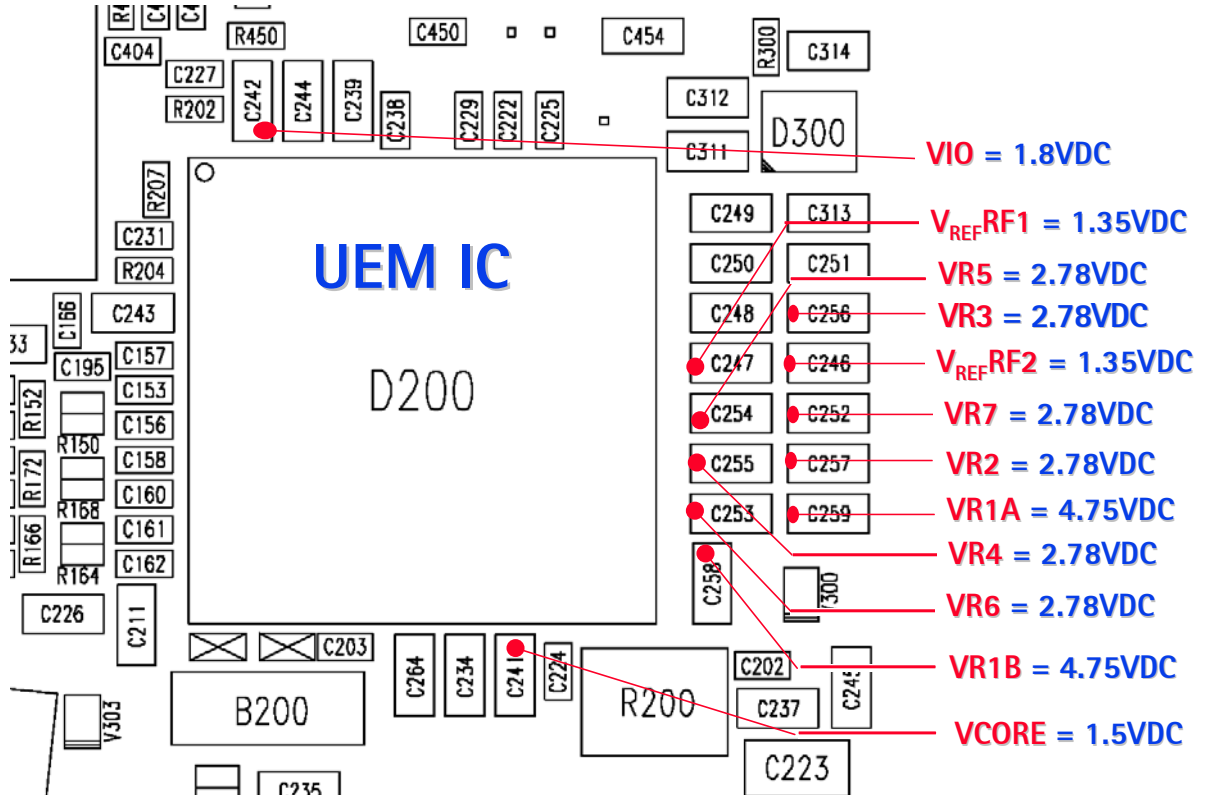 R450
C450
C454
R300
C314
C404
C227
C242
C244
C239
C312
R202
C238
C229
C222
C225
D300
C311
VIO = 1.8VDC
R207
C249
C313
VREFRF1 = 1.35VDC
C231
UEM IC
R204
C250
C251
VR5 = 2.78VDC
C166
C243
C248
C256
VR3 = 2.78VDC
33
C157
C195
C247
C246
VREFRF2 = 1.35VDC
D200
R152
C153
C254
C252
VR7 = 2.78VDC
C156
R150
R172
C158
C255
C257
VR2 = 2.78VDC
C160
R168
C253
C259
VR1A = 4.75VDC
R166
C161
VR4 = 2.78VDC
C162
R164
C258
V300
VR6 = 2.78VDC
C226
C211
C203
C264
C234
C241
C224
C202
VR1B = 4.75VDC
C245
R200
B200
C237
V303
VCORE = 1.5VDC
C223
C235